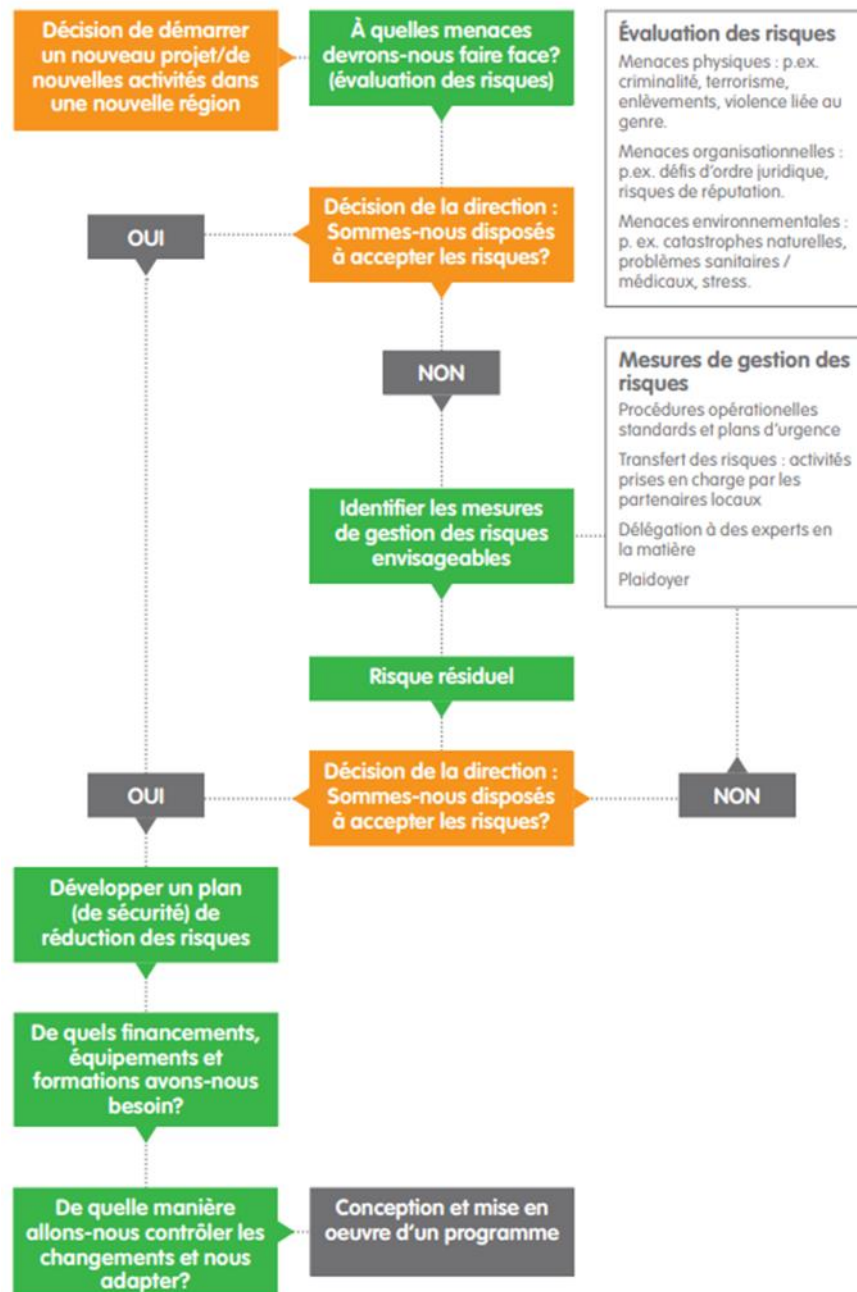 Décision de démarrer
un nouveau projet/de
nouvelles activités dans
une nouvelle région
À quelles menaces
devrons-nous faire face?
(évaluation des risques)
Évaluation des risques
Menaces physiques : p.ex.
criminalité, terrorisme,
enlèvements, violence liée au
genre.
Menaces organisationnelles :
p.ex. défis d'ordre juridique,
risques de réputation.
Menaces environnementales :
p. ex. catastrophes naturelles,
problèmes sanitaires /
médicaux, stress.
OUI
Décision de la direction :
Sommes-nous disposés
à accepter les risques?
NON
Mesures de gestion des
risques
Procédures opérationelles
standards et plans d'urgence
Transfert des risques : activités
prises en charge par les
partenaires locaux
Délégation à des experts en
la matière
Plaidoyer
Identifier les mesures
de gestion des risques
envisageables
Risque résiduel
OUI
Décision de la direction :
Sommes-nous disposés
à accepter les risques?
NON
Développer un plan
(de sécurité) de
réduction des risques
De quels financements,
équipements et
formations avons-nous
besoin?
De quelle manière
allons-nous contrôler les
changements et nous
adapter?
Conception et mise en
oeuvre d'un programme